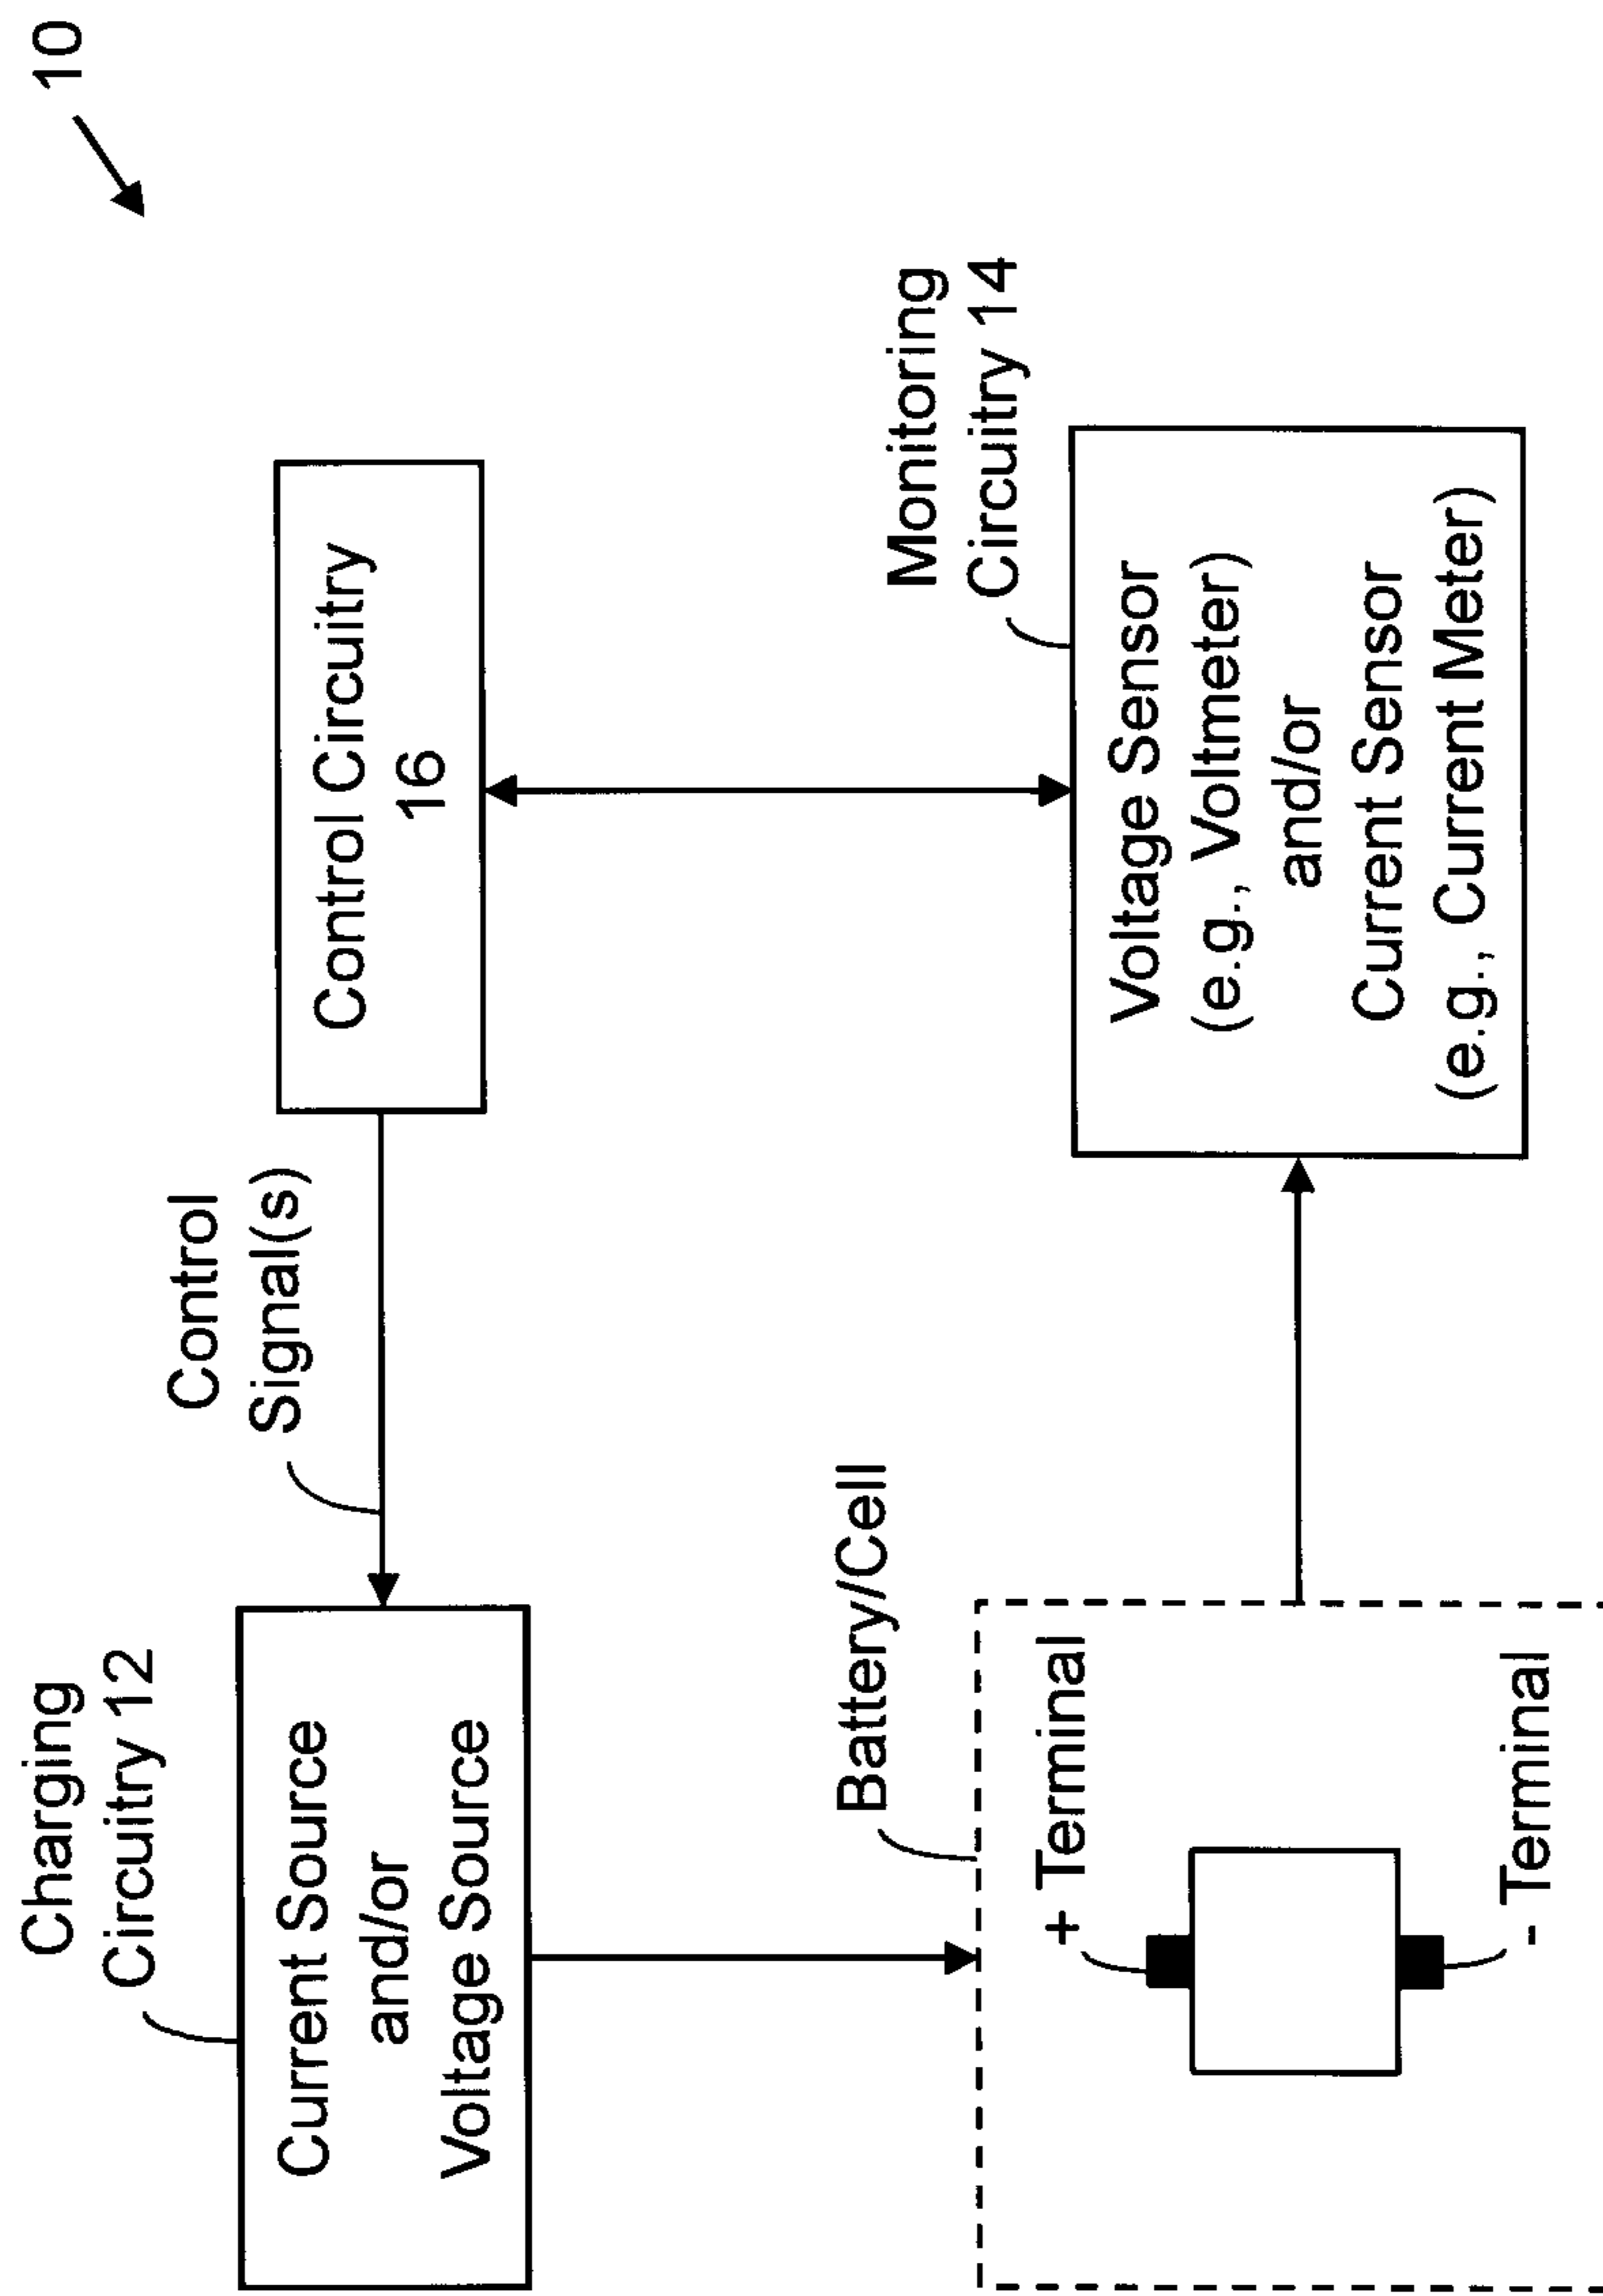 10
Charging
Circuitry 12
Current Source
and/or
Voltage Source
Control
Signal(s)
Control Circuitry
16
Battery/Cell
+ Terminal
- Terminal
Monitoring
Circuitry 14
Voltage Sensor
(e.g., Voltmeter)
and/or
Current Sensor
(e.g., Current Meter)